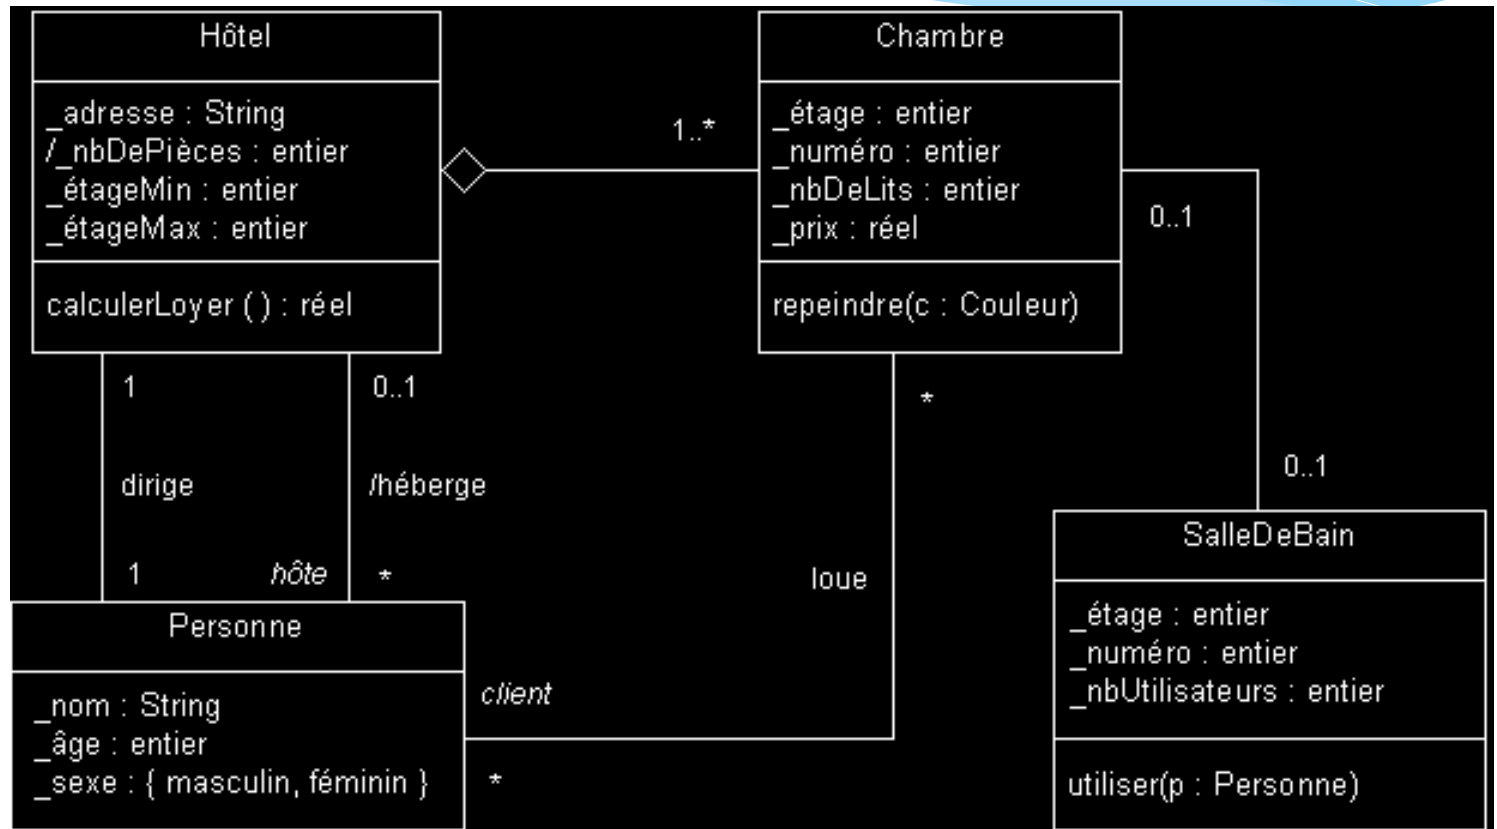 Hôtel
_adresse : String
/_nbDePièces : entier
_étageMin : entier
_étageMax : entier
calculerLoyer ( ) : réel
1..*
Chambre
_étage : entier
_numéro : entier
_nbDeLits : entier
_prix : réel
repeindre(c : Couleur)
0..1
1
0..1
*
dirige
/héberge
0..1
1
hôte
*
loue
Personne
_nom : String
_âge : entier
_sexe : { masculin, féminin }
client
*
SalleDeBain
_étage : entier
_numéro : entier
_nbUtilisateurs : entier
utiliser(p : Personne)